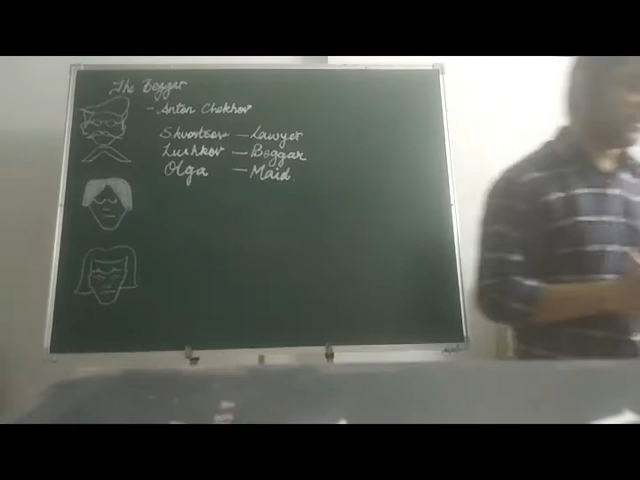 The Beggar
- Anton Chekhov
Skvortsov — Lawyer
Lushkov — Beggar
Olga — Maid.